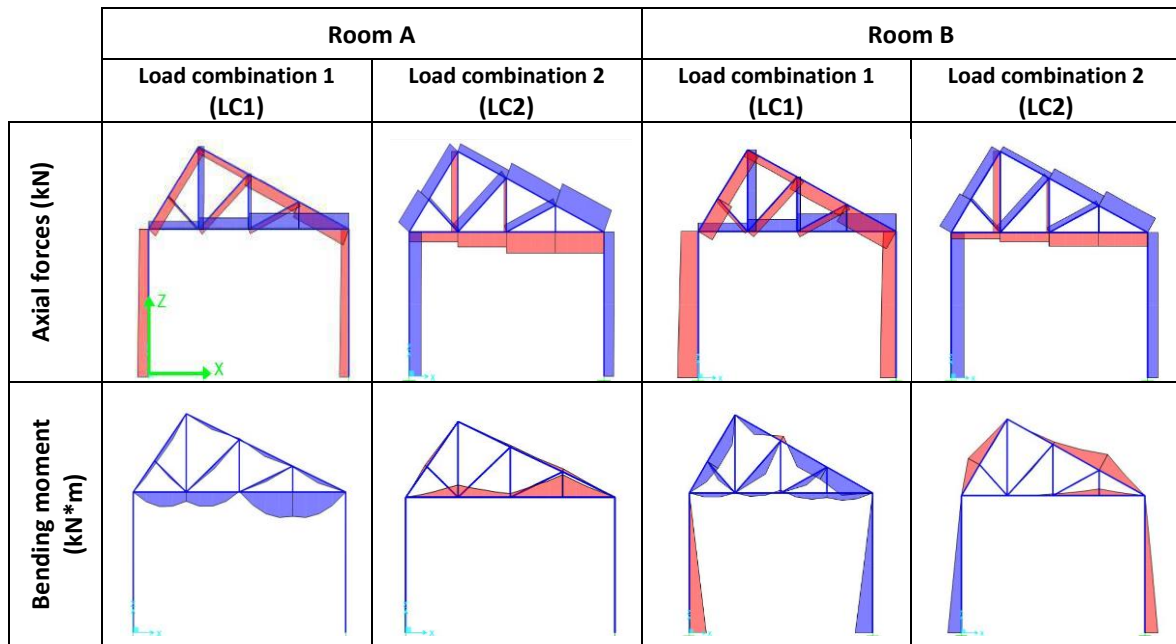 Room A
Room B
Load combination 1
(LC1)
Load combination 2
(LC2)
Load combination 1
(LC1)
Load combination 2
(LC2)
Axial forces (kN)
Z
X
Bending moment
(kN*m)